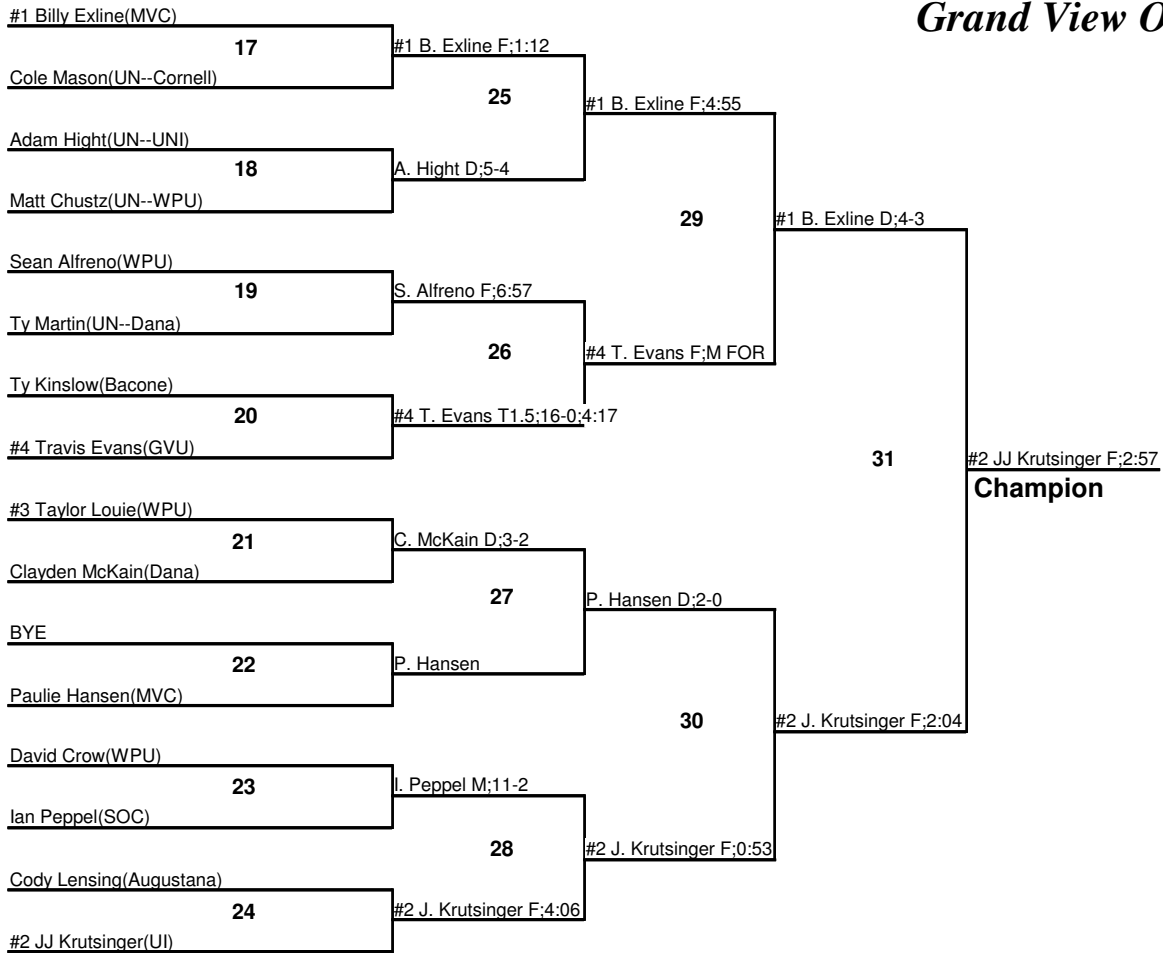 Grand View O
#1 Billy Exline(MVC)
17
Cole Mason(UN--Cornell)
#1 B. Exline F;1:12
25
Adam Hight(UN--UNI)
18
Matt Chustz(UN--WPU)
A. Hight D;5-4
#1 B. Exline F;4:55
29
Sean Alfreno(WPU)
19
Ty Martin(UN--Dana)
S. Alfreno F;6:57
26
Ty Kinslow(Bacone)
20
#4 Travis Evans(GVU)
#4 T. Evans T1.5;16-0;4:17
#4 T. Evans F;M FOR
#1 B. Exline D;4-3
31
#3 Taylor Louie(WPU)
21
Clayden McKain(Dana)
C. McKain D;3-2
27
BYE
22
Paulie Hansen(MVC)
P. Hansen
P. Hansen D;2-0
30
David Crow(WPU)
23
Ian Peppel(SOC)
I. Peppel M;11-2
28
Cody Lensing(Augustana)
24
#2 JJ Krutsinger(UI)
#2 J. Krutsinger F;4:06
#2 J. Krutsinger F;0:53
#2 J. Krutsinger F;2:04
#2 JJ Krutsinger F;2:57
Champion